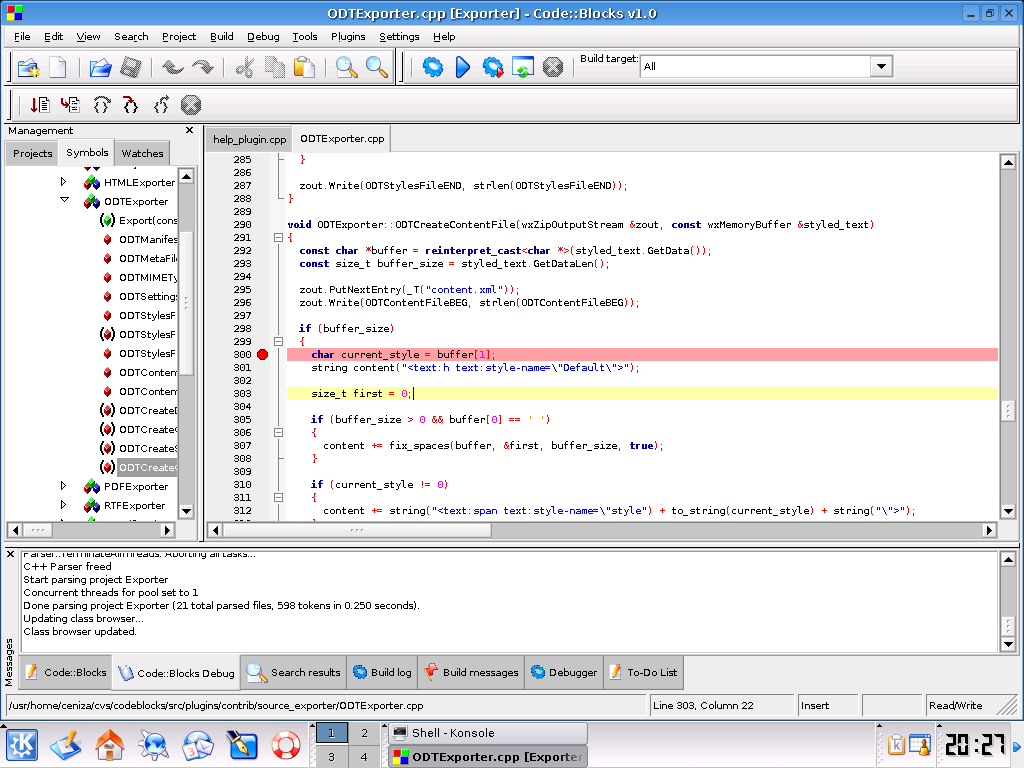 ODTExporter.cpp [Exporter] - Code::Blocks v1.0
File Edit View Search Project Build Debug Tools Plugins Settings Help
Build target: All
Management
Projects Symbols Watches
HTMLExporter
ODTExporter
Export(cons
ODTManifes
ODTMetaFil
ODTMIMETy
ODTSetting
ODTStylesF
ODTStylesF
ODTStylesF
ODTConten
ODTConten
ODTCreateD
ODTCreate
ODTCreateS
ODTCreate
PDFExporter
RTFExporter
help_plugin.cpp ODTExporter.cpp
285 }
286
287 zout.Write(ODTStylesFileEND, strlen(ODTStylesFileEND));
288 }
289
290 void ODTExporter::ODTCreateContentFile(wxZipOutputStream &zout, const wxMemoryBuffer &styled_text)
291 {
292 const char *buffer = reinterpret_cast<char *>(styled_text.GetData());
293 const size_t buffer_size = styled_text.GetDataLen();
294
295 zout.PutNextEntry(_T("content.xml"));
296 zout.Write(ODTContentFileBEG, strlen(ODTContentFileBEG));
297
298 if (buffer_size)
299 {
300 char current_style = buffer[1];
301 string content("<text:h text:style-name=\"Default\">");
302
303 size_t first = 0;
304
305 if (buffer_size > 0 && buffer[0] == ' ')
306 {
307 content += fix_spaces(buffer, &first, buffer_size, true);
308 }
309
310 if (current_style != 0)
311 {
312 content += string("<text:span text:style-name=\"style") + to_string(current_style) + string("\">");
Messages
Parser::TerminateAllThreads: Aborting all tasks...
C++ Parser freed
Start parsing project Exporter
Concurrent threads for pool set to 1
Done parsing project Exporter (21 total parsed files, 598 tokens in 0.250 seconds).
Updating class browser...
Class browser updated.
Code::Blocks Code::Blocks Debug Search results Build log Build messages Debugger To-Do List
/usr/home/ceniza/cvs/codeblocks/src/plugins/contrib/source_exporter/ODTExporter.cpp Line 303, Column 22 Insert Read/Write
1 2 Shell - Konsole
3 4 ODTExporter.cpp [Exporter
20:27